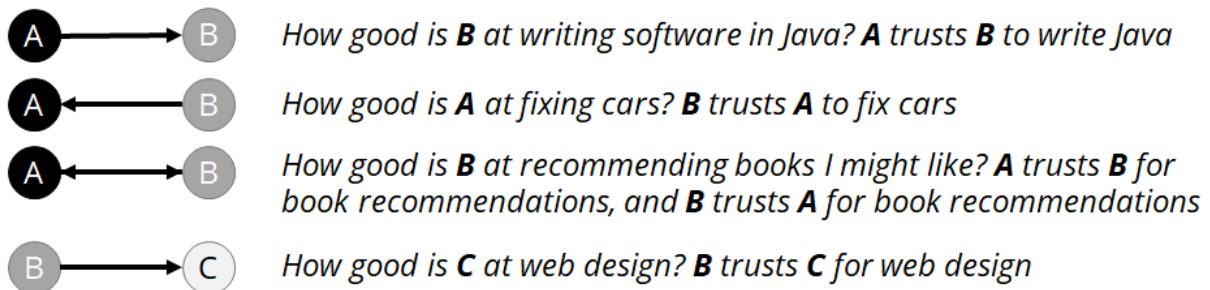 A B How good is B at writing software in Java? A trusts B to write Java
A B How good is A at fixing cars? B trusts A to fix cars
A B How good is B at recommending books I might like? A trusts B for
book recommendations, and B trusts A for book recommendations
B C How good is C at web design? B trusts C for web design